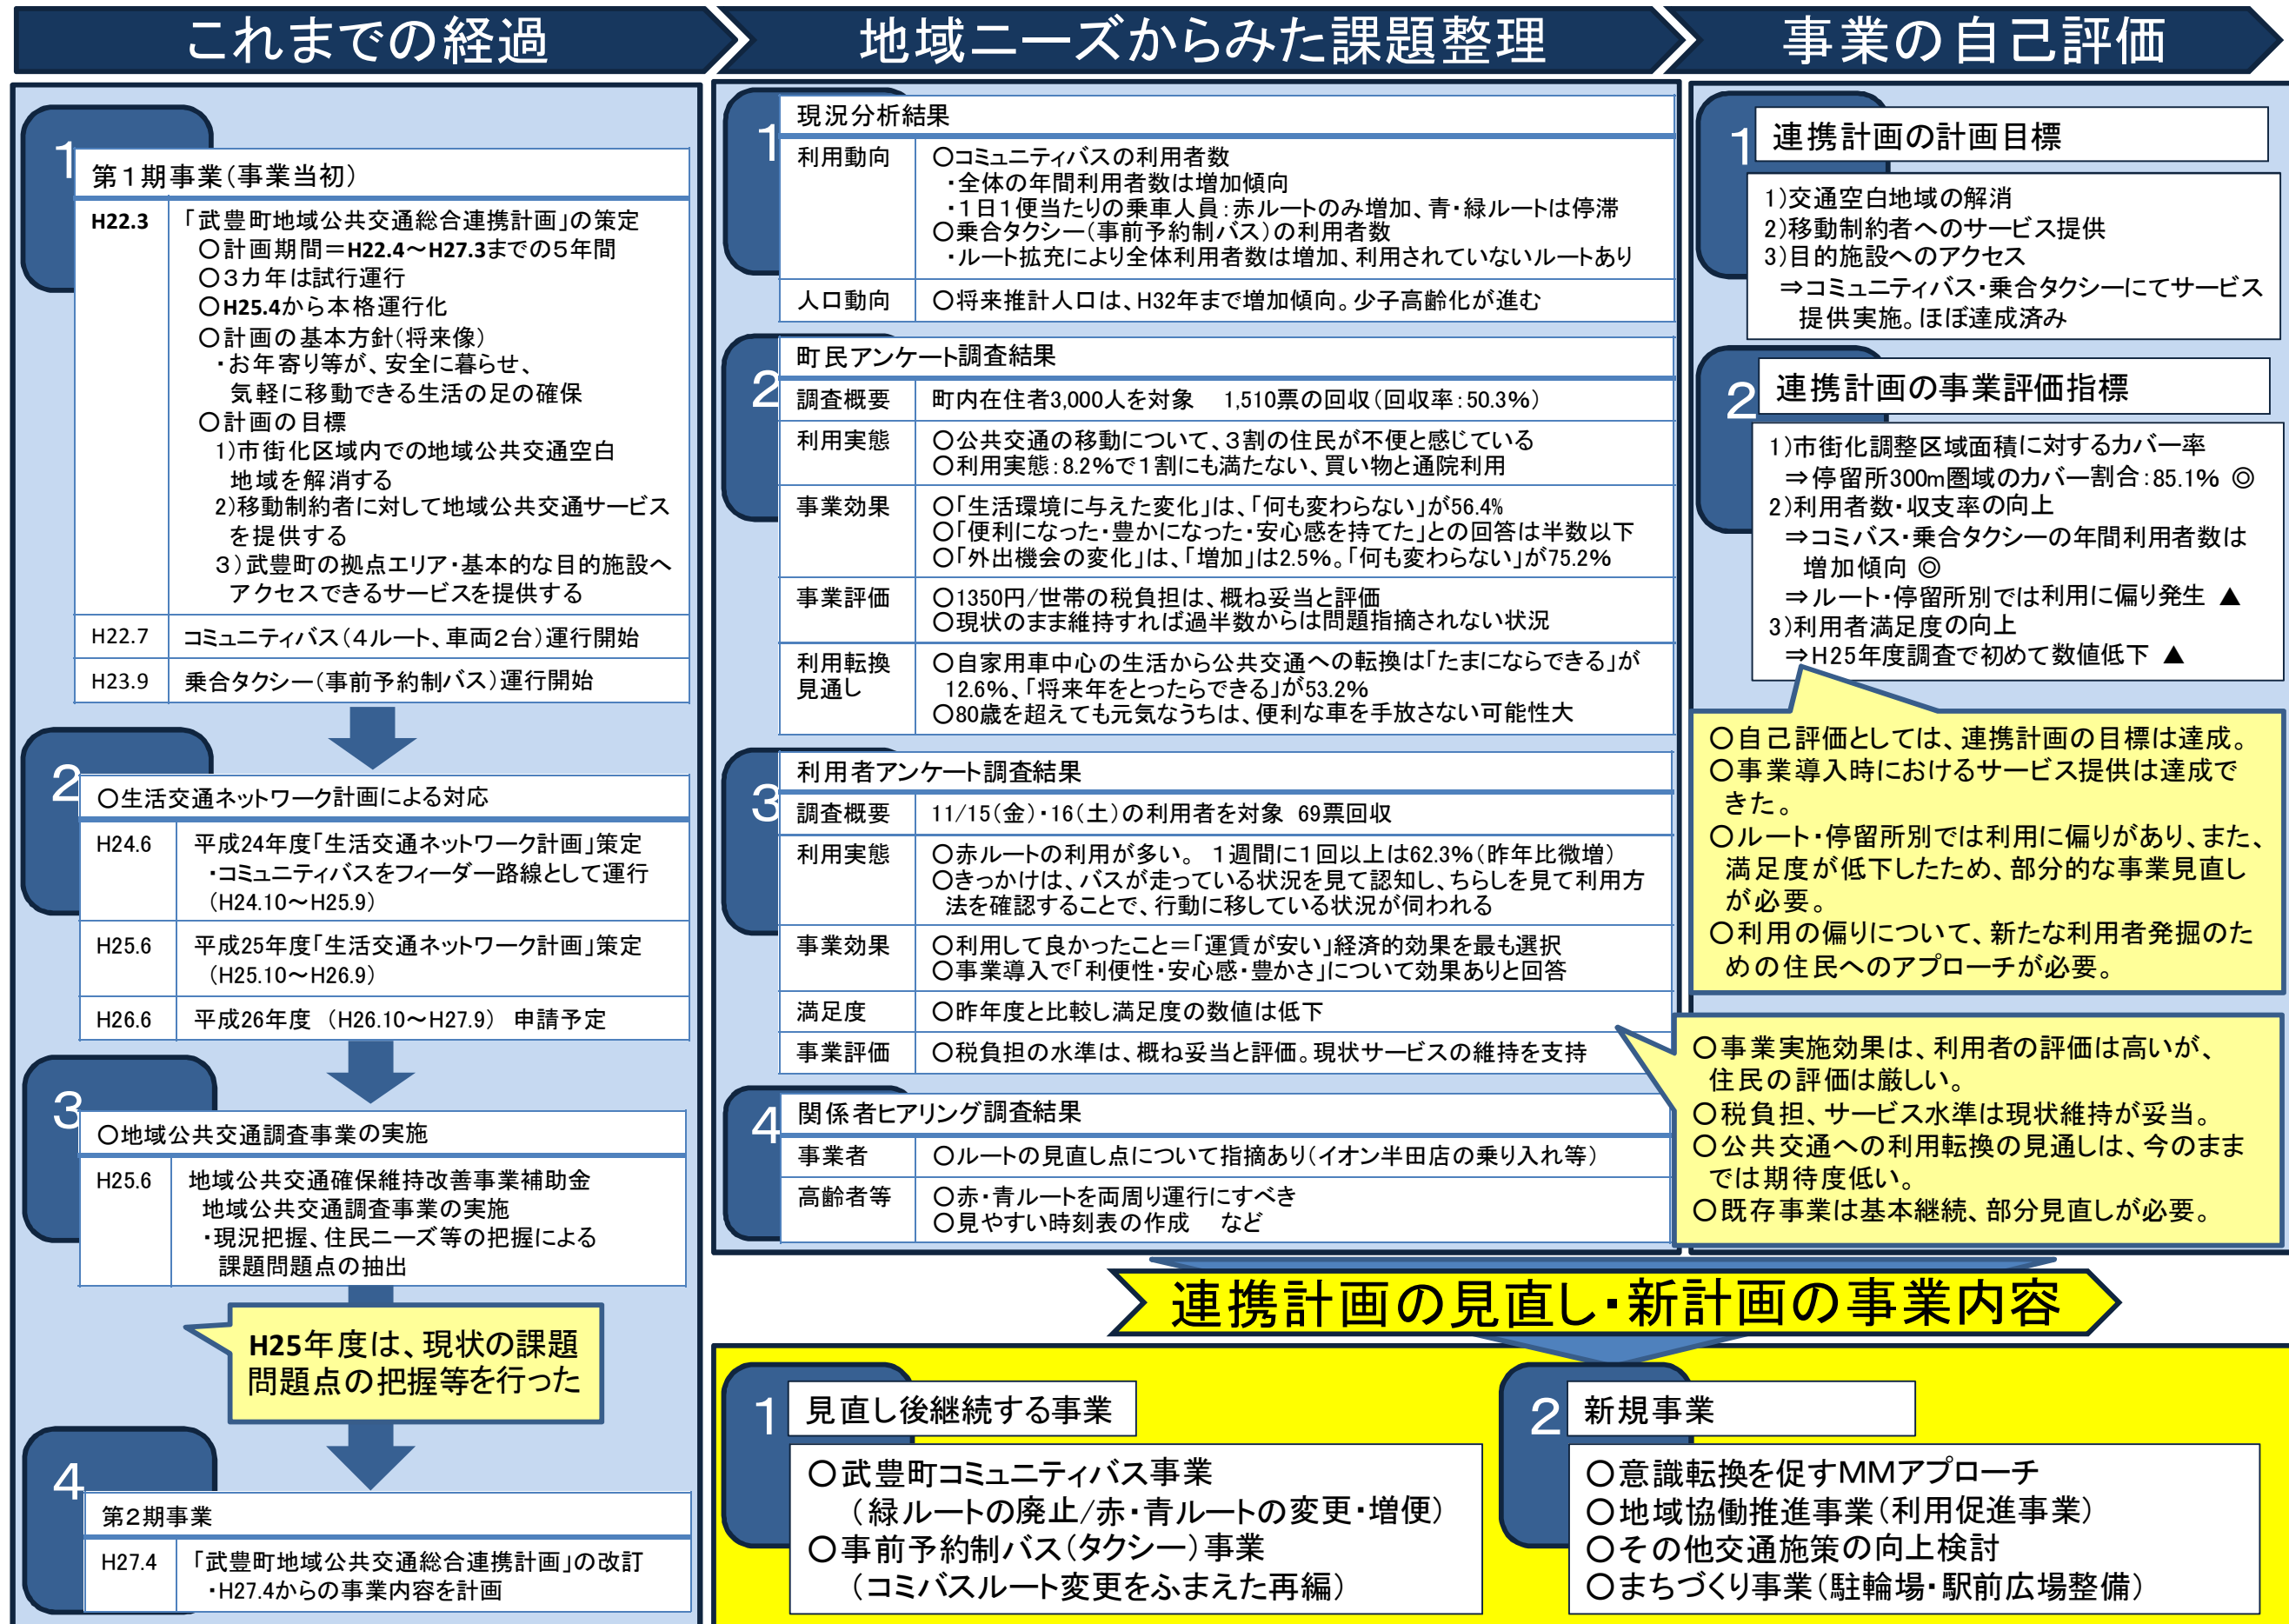 これまでの経過
1
第1期事業(事業当初)
H22.3
「武豊町地域公共交通総合連携計画」の策定
○計画期間＝H22.4～H27.3までの5年間
○3カ年は試行運行
○H25.4から本格運行化
○計画の基本方針(将来像)
・お年寄り等が、安全に暮らせ、
気軽に移動できる生活の足の確保
○計画の目標
1)市街化区域内での地域公共交通空白
地域を解消する
2)移動制約者に対して地域公共交通サービス
を提供する
3)武豊町の拠点エリア・基本的な目的施設へ
アクセスできるサービスを提供する
H22.7 コミュニティバス(4ルート、車両2台)運行開始
H23.9 乗合タクシー(事前予約制バス)運行開始
2
○生活交通ネットワーク計画による対応
H24.6 平成24年度「生活交通ネットワーク計画」策定
・コミュニティバスをフィーダー路線として運行
(H24.10～H25.9)
H25.6 平成25年度「生活交通ネットワーク計画」策定
(H25.10～H26.9)
H26.6 平成26年度 (H26.10～H27.9) 申請予定
3
○地域公共交通調査事業の実施
H25.6 地域公共交通確保維持改善事業補助金
地域公共交通調査事業の実施
・現況把握、住民ニーズ等の把握による
課題問題点の抽出
H25年度は、現状の課題
問題点の把握等を行った
4
第2期事業
H27.4 「武豊町地域公共交通総合連携計画」の改訂
・H27.4からの事業内容を計画
地域ニーズからみた課題整理
1
現況分析結果
利用動向 ○コミュニティバスの利用者数
・全体の年間利用者数は増加傾向
・1日1便当たりの乗車人員:赤ルートのみ増加、青・緑ルートは停滞
○乗合タクシー(事前予約制バス)の利用者数
・ルート拡充により全体利用者数は増加、利用されていないルートあり
人口動向 ○将来推計人口は、H32年まで増加傾向。少子高齢化が進む
2
町民アンケート調査結果
調査概要 町内在住者3,000人を対象 1,510票の回収(回収率:50.3%)
利用実態 ○公共交通の移動について、3割の住民が不便と感じている
○利用実態:8.2%で1割にも満たない、買い物と通院利用
事業効果 ○「生活環境に与えた変化」は、「何も変わらない」が56.4%
○「便利になった・豊かになった・安心感を持てた」との回答は半数以下
○「外出機会の変化」は、「増加」は2.5%。「何も変わらない」が75.2%
事業評価 ○1350円/世帯の税負担は、概ね妥当と評価
○現状のまま維持すれば過半数からは問題指摘されない状況
利用転換 ○自家用車中心の生活から公共交通への転換は「たまにならできる」が
見通し 12.6%、「将来年をとったらできる」が53.2%
○80歳を超えても元気なうちは、便利な車を手放さない可能性大
3
利用者アンケート調査結果
調査概要 11/15(金)・16(土)の利用者を対象 69票回収
利用実態 ○赤ルートの利用が多い。 1週間に1回以上は62.3%(昨年比微増)
○きっかけは、バスが走っている状況を見て認知し、ちらしを見て利用方
法を確認することで、行動に移している状況が伺われる
事業効果 ○利用して良かったこと＝「運賃が安い」経済的効果を最も選択
○事業導入で「利便性・安心感・豊かさ」について効果ありと回答
満足度 ○昨年度と比較し満足度の数値は低下
事業評価 ○税負担の水準は、概ね妥当と評価。現状サービスの維持を支持
4
関係者ヒアリング調査結果
事業者 ○ルートの見直し点について指摘あり(イオン半田店の乗り入れ等)
高齢者等 ○赤・青ルートを両周り運行にすべき
○見やすい時刻表の作成 など
事業の自己評価
1
連携計画の計画目標
1)交通空白地域の解消
2)移動制約者へのサービス提供
3)目的施設へのアクセス
⇒コミュニティバス・乗合タクシーにてサービス
提供実施。ほぼ達成済み
2
連携計画の事業評価指標
1)市街化調整区域面積に対するカバー率
⇒停留所300m圏域のカバー割合:85.1% ◎
2)利用者数・収支率の向上
⇒コミバス・乗合タクシーの年間利用者数は
増加傾向 ◎
⇒ルート・停留所別では利用に偏り発生 ▲
3)利用者満足度の向上
⇒H25年度調査で初めて数値低下 ▲
○自己評価としては、連携計画の目標は達成。
○事業導入時におけるサービス提供は達成で
きた。
○ルート・停留所別では利用に偏りがあり、また、
満足度が低下したため、部分的な事業見直し
が必要。
○利用の偏りについて、新たな利用者発掘のた
めの住民へのアプローチが必要。
○事業実施効果は、利用者の評価は高いが、
住民の評価は厳しい。
○税負担、サービス水準は現状維持が妥当。
○公共交通への利用転換の見通しは、今のまま
では期待度低い。
○既存事業は基本継続、部分見直しが必要。
連携計画の見直し・新計画の事業内容
1
見直し後継続する事業
○武豊町コミュニティバス事業
(緑ルートの廃止/赤・青ルートの変更・増便)
○事前予約制バス(タクシー)事業
(コミバスルート変更をふまえた再編)
2
新規事業
○意識転換を促すMMアプローチ
○地域協働推進事業(利用促進事業)
○その他交通施策の向上検討
○まちづくり事業(駐輪場・駅前広場整備)